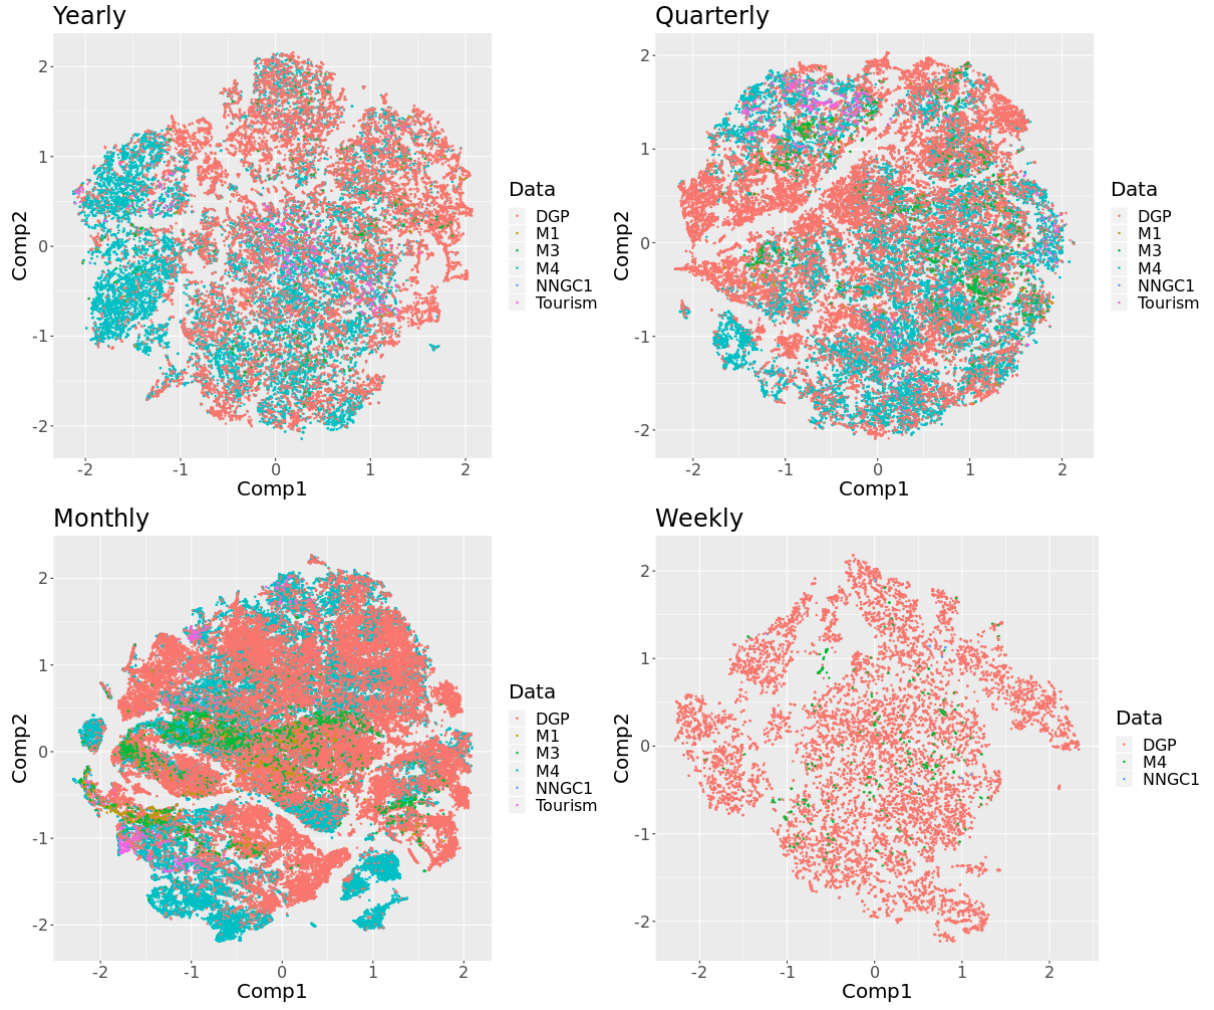 Yearly
Comp2
2
1
0
-1
-2
-2 -1 0 1 2
Comp1
Data
DGP
M1
M3
M4
NNGC1
Tourism
Quarterly
Comp2
2
1
0
-1
-2
-2 -1 0 1 2
Comp1
Data
DGP
M1
M3
M4
NNGC1
Tourism
Monthly
Comp2
2
1
0
-1
-2
-2 -1 0 1 2
Comp1
Data
DGP
M1
M3
M4
NNGC1
Tourism
Weekly
Comp2
2
1
0
-1
-2
-2 -1 0 1 2
Comp1
Data
DGP
M4
NNGC1